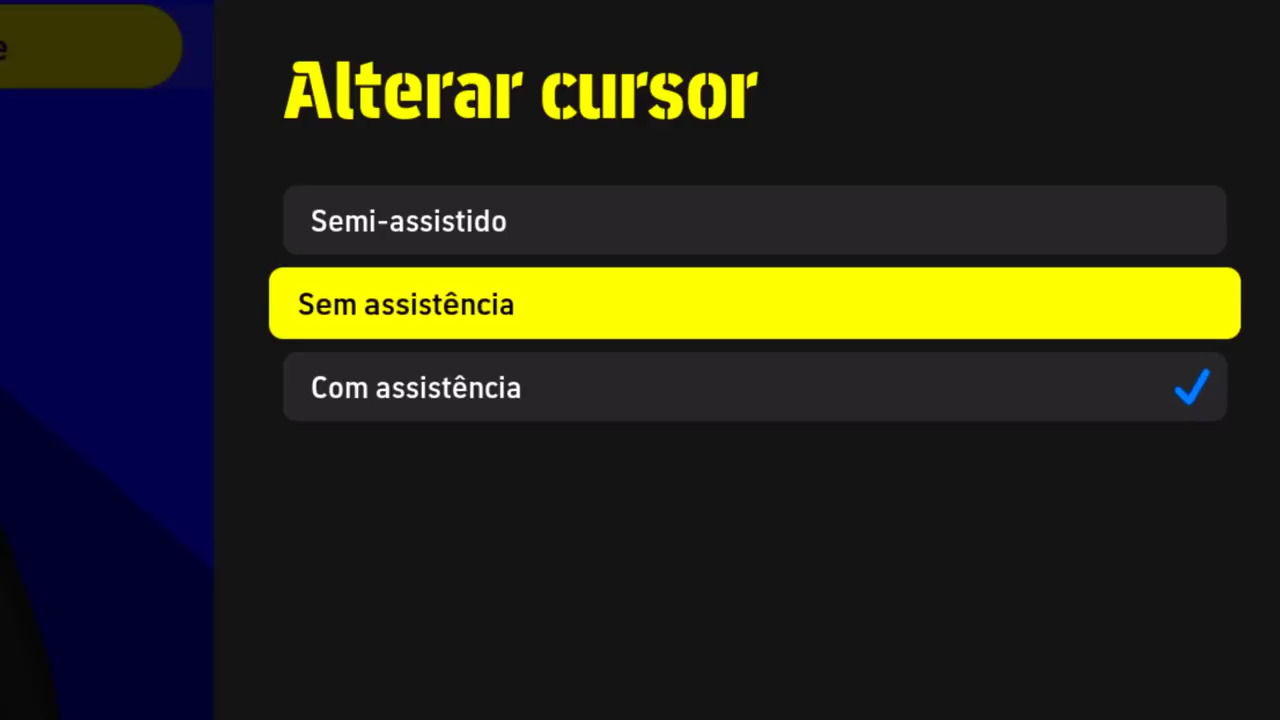 Alterar cursor
Semi-assistido
Sem assistência
Com assistência